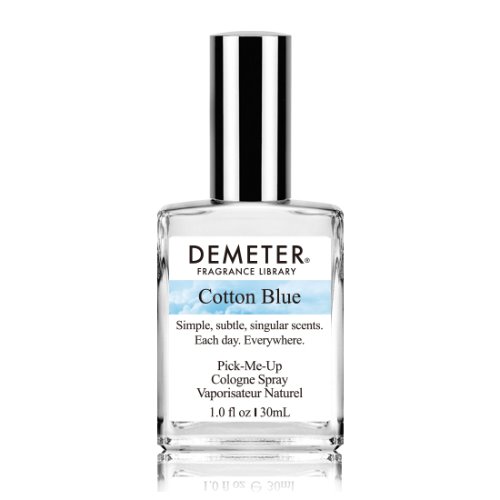 DEMETER®
FRAGRANCE LIBRARY
Cotton Blue
Simple, subtle, singular scents.
Each day. Everywhere.
Pick-Me-Up
Cologne Spray
Vaporisateur Naturel
1.0 fl oz I 30mL